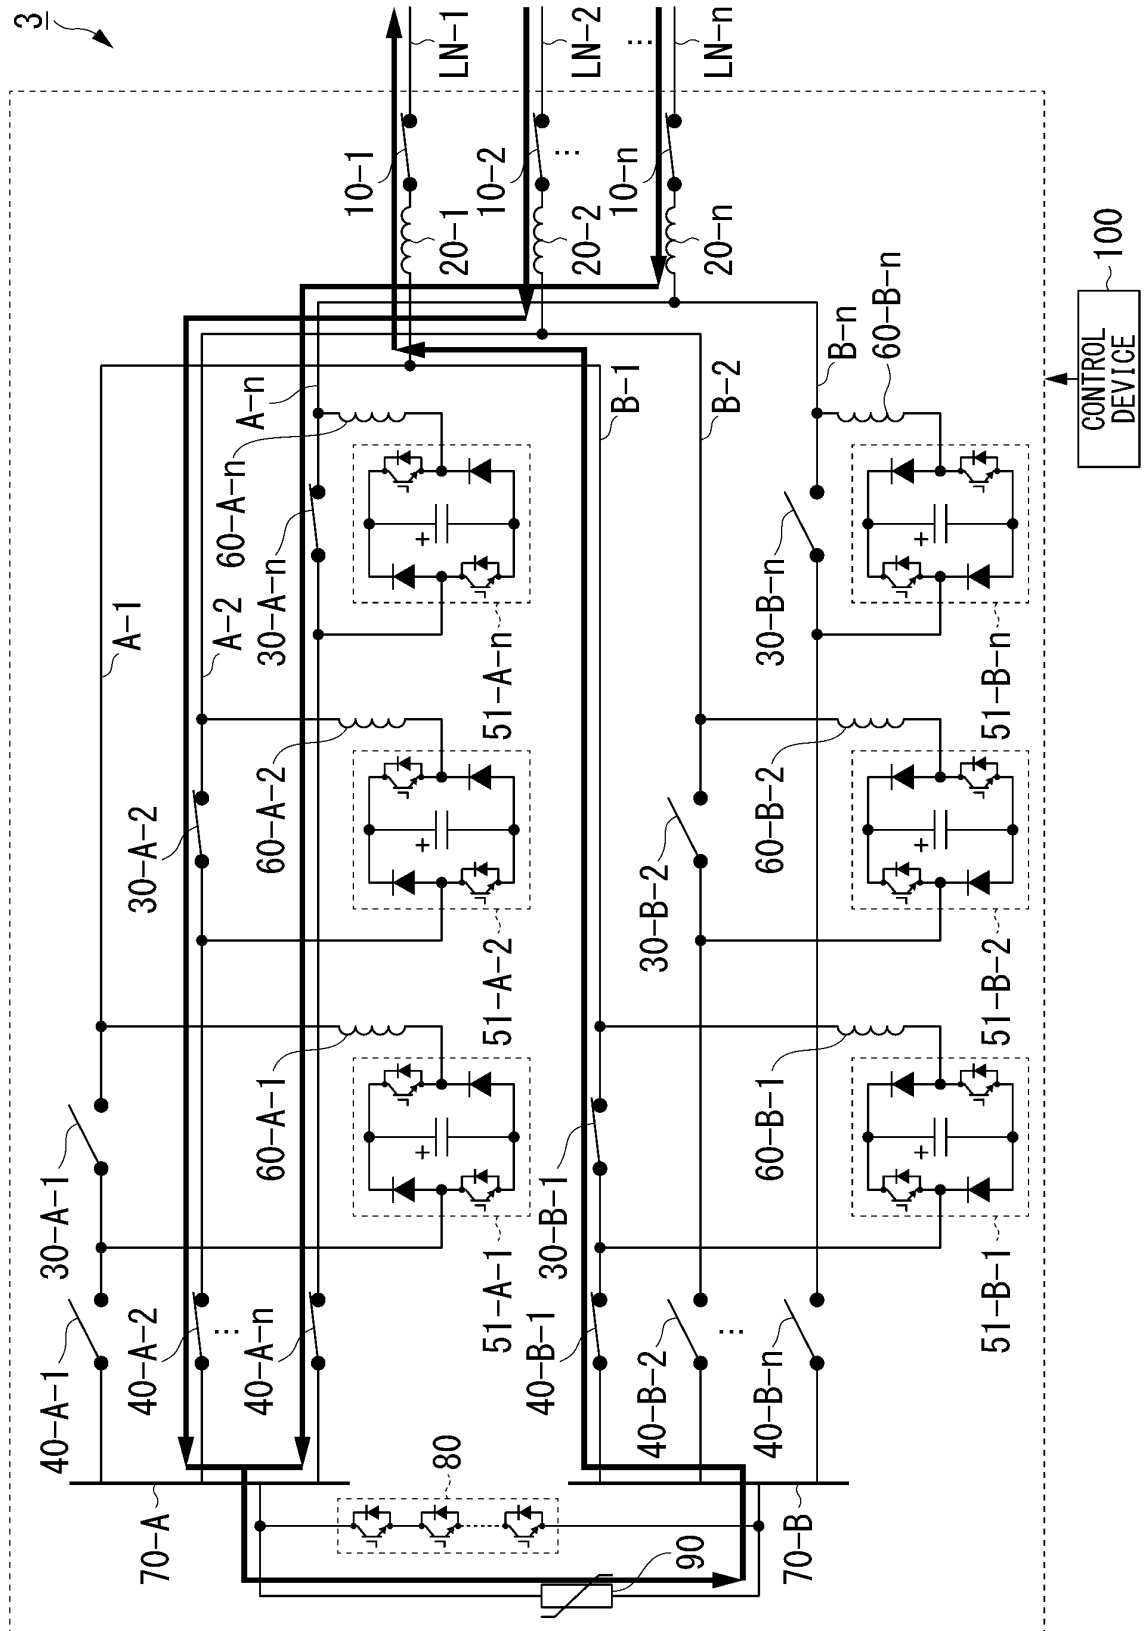 3
LN-1
LN-2
⋮
LN-n
10-1
10-2
⋮
10-n
20-1
20-2
20-n
CONTROL
DEVICE
100
A-1
A-2
A-n
60-A-n
30-A-n
51-A-n
B-1
B-2
B-n
60-B-n
30-B-n
51-B-n
30-A-2
60-A-2
51-A-2
30-B-2
60-B-2
51-B-2
30-A-1
60-A-1
51-A-1
30-B-1
60-B-1
51-B-1
40-A-1
40-A-2
⋮
40-A-n
40-B-1
40-B-2
⋮
40-B-n
70-A
80
90
70-B
+
+
+
+
+
+